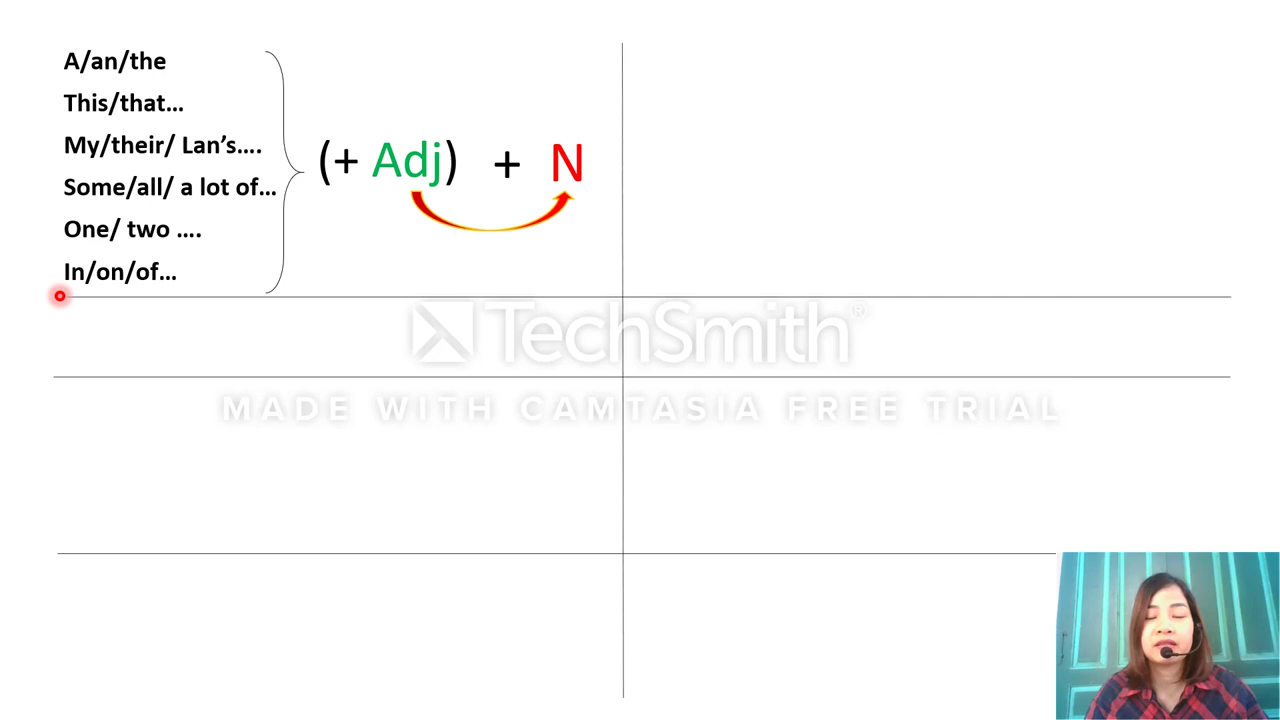 A/an/the
This/that...
My/their/ Lan's....
Some/all/ a lot of...
One/ two ....
In/on/of...
(+ Adj) + N
TechSmith®
MADE WITH CAMTASIA FREE TRIAL